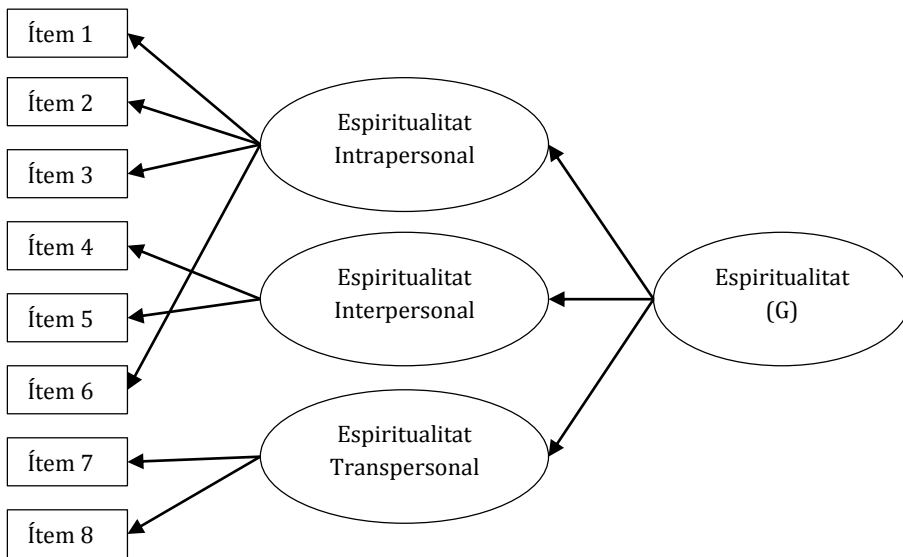 Ítem 1
Ítem 2
Ítem 3
Ítem 4
Ítem 5
Ítem 6
Ítem 7
Ítem 8
Espiritualitat
Intrapersonal
Espiritualitat
Interpersonal
Espiritualitat
Transpersonal
Espiritualitat
(G)